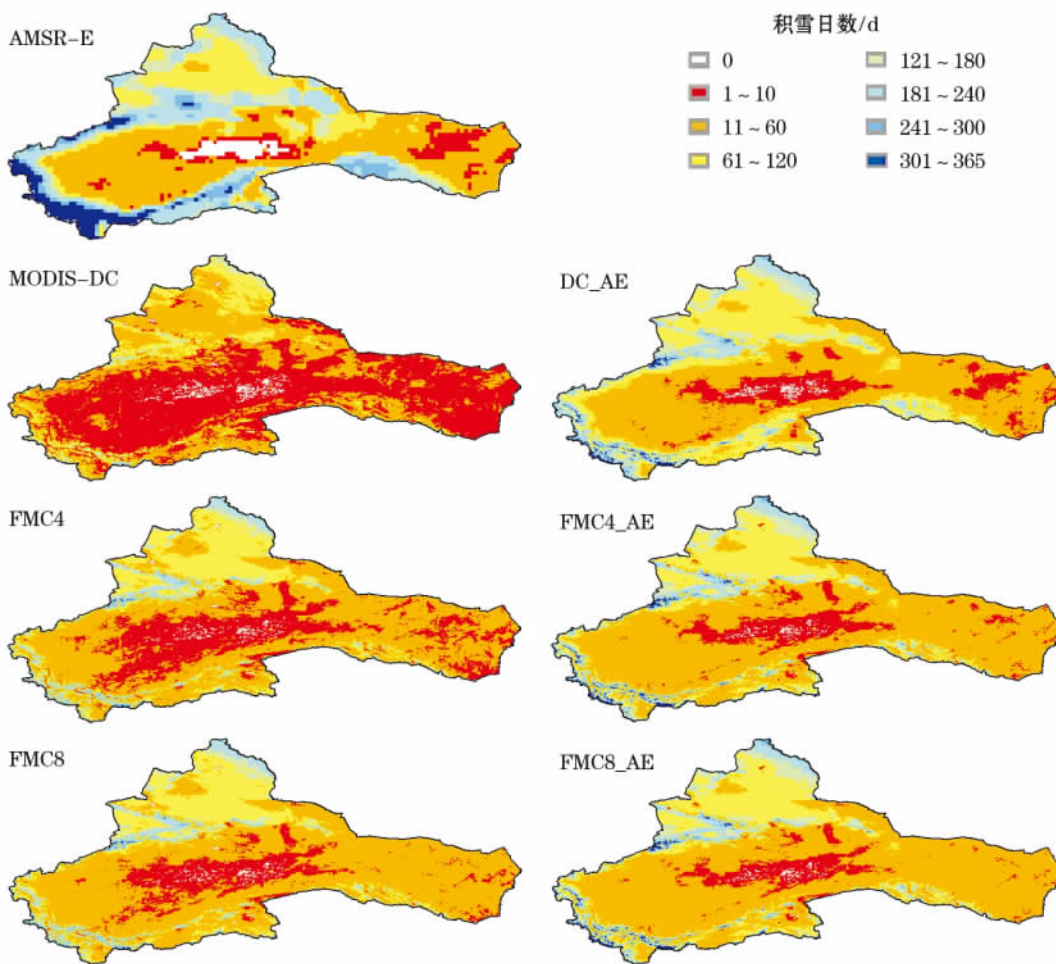 AMSR-E
积雪日数/d
0
1~10
11~60
61~120
121~180
181~240
241~300
301~365
MODIS-DC
DC_AE
FMC4
FMC4_AE
FMC8
FMC8_AE